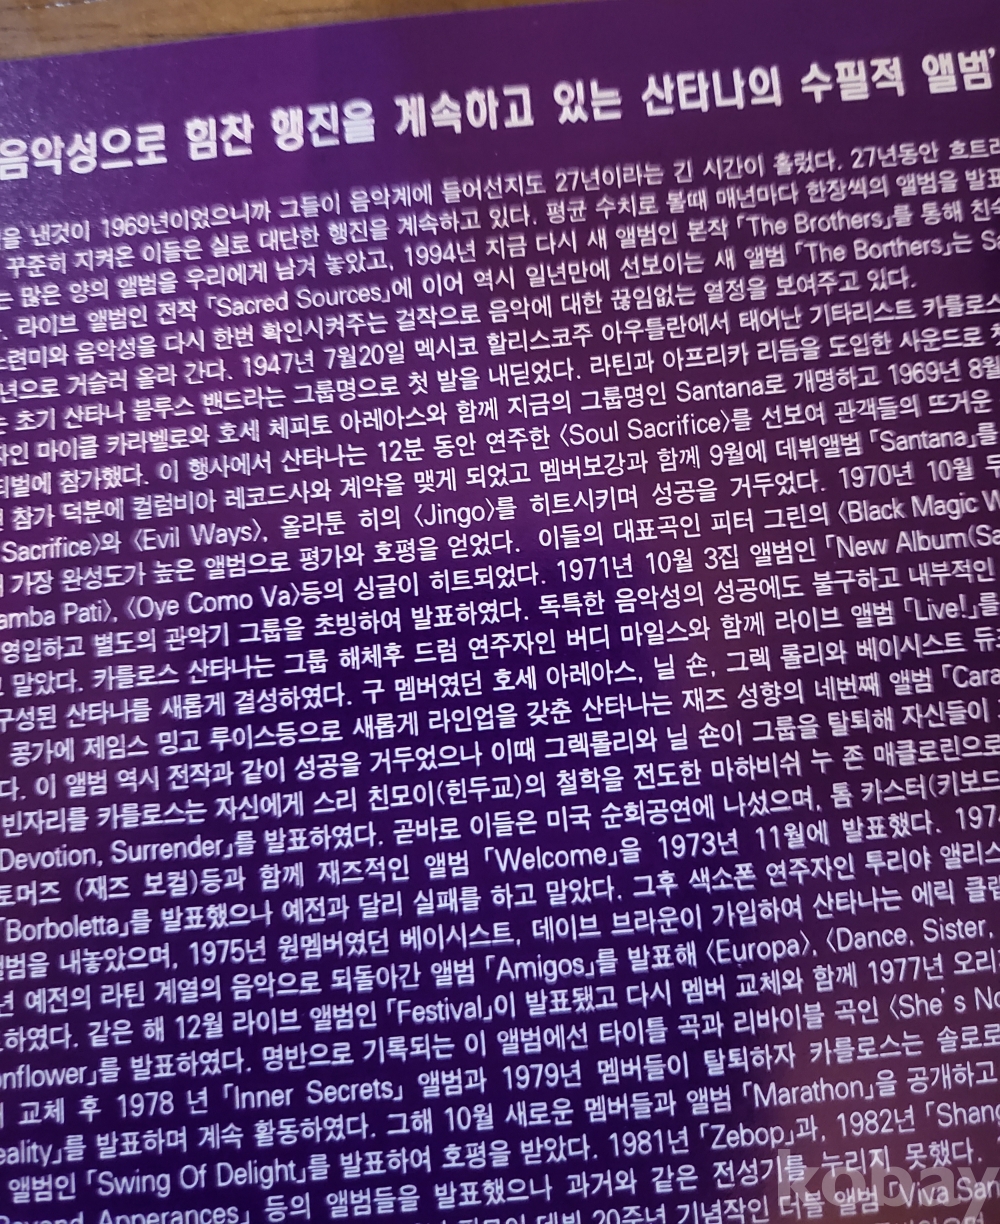 음악성으로 힘찬 행진을 계속하고 있는 산타나의 수필적 앨범'
을 낸것이 1969년이었으니까 그들이 음악계에 들어선지도 27년이라는 긴 시간이 흘렀다. 27년동안 흐트러
꾸준히 지켜온 이들은 실로 대단한 행진을 계속하고 있다. 평균 수치로 볼때 매년마다 한장씩의 앨범을 발표
는 많은 양의 앨범을 우리에게 남겨 놓았고, 1994년 지금 다시 새 앨범인 본작 「The Brothers」를 통해 친숙
. 라이브 앨범인 전작 「Sacred Sources」에 이어 역시 일년만에 선보이는 새 앨범 「The Borthers」는
노련미와 음악성을 다시 한번 확인시켜주는 걸작으로 음악에 대한 끊임없는 열정을 보여주고 있다.
년으로 거슬러 올라 간다. 1947년 7월20일 멕시코 할리스코주 아우틀란에서 태어난 기타리스트 카를로스
는 초기 산타나 블루스 밴드라는 그룹명으로 첫 발을 내딛었다. 라틴과 아프리카 리듬을 도입한 사운드로
자인 마이클 카라벨로와 호세 체피토 아레아스와 함께 지금의 그룹명인 Santana로 개명하고 1969년 8월
티벌에 참가했다. 이 행사에서 산타나는 12분 동안 연주한 〈Soul Sacrifice〉를 선보여 관객들의 뜨거운
참가 덕분에 컬럼비아 레코드사와 계약을 맺게 되었고 멤버보강과 함께 9월에 데뷔앨범 「Santana」를
Sacrifice〉와 〈Evil Ways〉, 올라툰 히의 〈Jingo〉를 히트시키며 성공을 거두었다. 1970년 10월
가장 완성도가 높은 앨범으로 평가와 호평을 얻었다. 이들의 대표곡인 피터 그린의 〈Black Magic W
amba Pati〉, 〈Oye Como Va〉등의 싱글이 히트되었다. 1971년 10월 3집 앨범인 「New Album(Sa
영입하고 별도의 관악기 그룹을 초빙하여 발표하였다. 독특한 음악성의 성공에도 불구하고 내부적인
고 말았다. 카를로스 산타나는 그룹 해체후 드럼 연주자인 버디 마일스와 함께 라이브 앨범 「Live!」를
구성된 산타나를 새롭게 결성하였다. 구 멤버였던 호세 아레아스, 닐 숀, 그렉 롤리와 베이시스트
콩가에 제임스 밍고 루이스등으로 새롭게 라인업을 갖춘 산타나는 재즈 성향의 네번째 앨범 「Cara
다. 이 앨범 역시 전작과 같이 성공을 거두었으나 이때 그렉롤리와 닐 숀이 그룹을 탈퇴해 자신들이
빈자리를 카를로스는 자신에게 스리 친모이(힌두교)의 철학을 전도한 마하비쉬 누 존 매클로린으로
Devotion, Surrender」를 발표하였다. 곧바로 이들은 미국 순회공연에 나섰으며, 톰 카스터(키보드
토머즈 (재즈 보컬)등과 함께 재즈적인 앨범 「Welcome」을 1973년 11월에 발표했다. 197
「Borboletta」를 발표했으나 예전과 달리 실패를 하고 말았다. 그후 색소폰 연주자인 투리야 앨리스
앨범을 내놓았으며, 1975년 원멤버였던 베이시스트, 데이브 브라운이 가입하여 산타나는 에릭 클랩
년 예전의 라틴 계열의 음악으로 되돌아간 앨범 「Amigos」를 발표해 〈Europa〉, 〈Dance, Sister,
하였다. 같은 해 12월 라이브 앨범인 「Festival」이 발표됐고 다시 멤버 교체와 함께 1977년 오리
onflower」를 발표하였다. 명반으로 기록되는 이 앨범에선 타이틀 곡과 리바이블 곡인 〈She's No
교체 후 1978 년 「Inner Secrets」 앨범과 1979년 멤버들이 탈퇴하자 카를로스는 솔로
eality」를 발표하며 계속 활동하였다. 그해 10월 새로운 멤버들과 앨범 「Marathon」을 공개하고
앨범인 「Swing Of Delight」를 발표하여 호평을 받았다. 1981년 「Zebop」과, 1982년 「Shang
Apperances」 등의 앨범들을 발표했으나 과거와 같은 전성기를 누리지 못했다.
데뷔 20주년 기념작인 더블 앨범 「Viva San
kobay